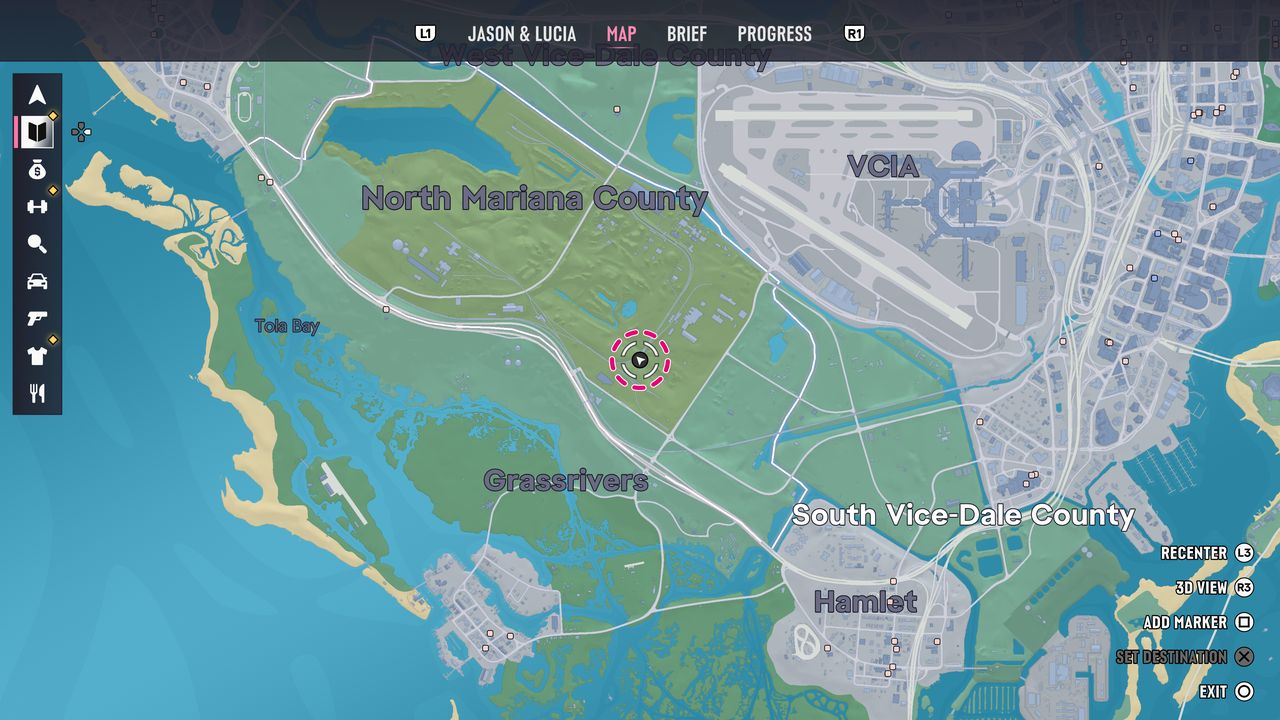 L1 JASON & LUCIA MAP BRIEF PROGRESS R1
West Vice-Dale County
VCIA
North Mariana County
Tola Bay
Grassrivers
South Vice-Dale County
RECENTER L3
3D VIEW R3
Hamlet
ADD MARKER
SET DESTINATION
EXIT